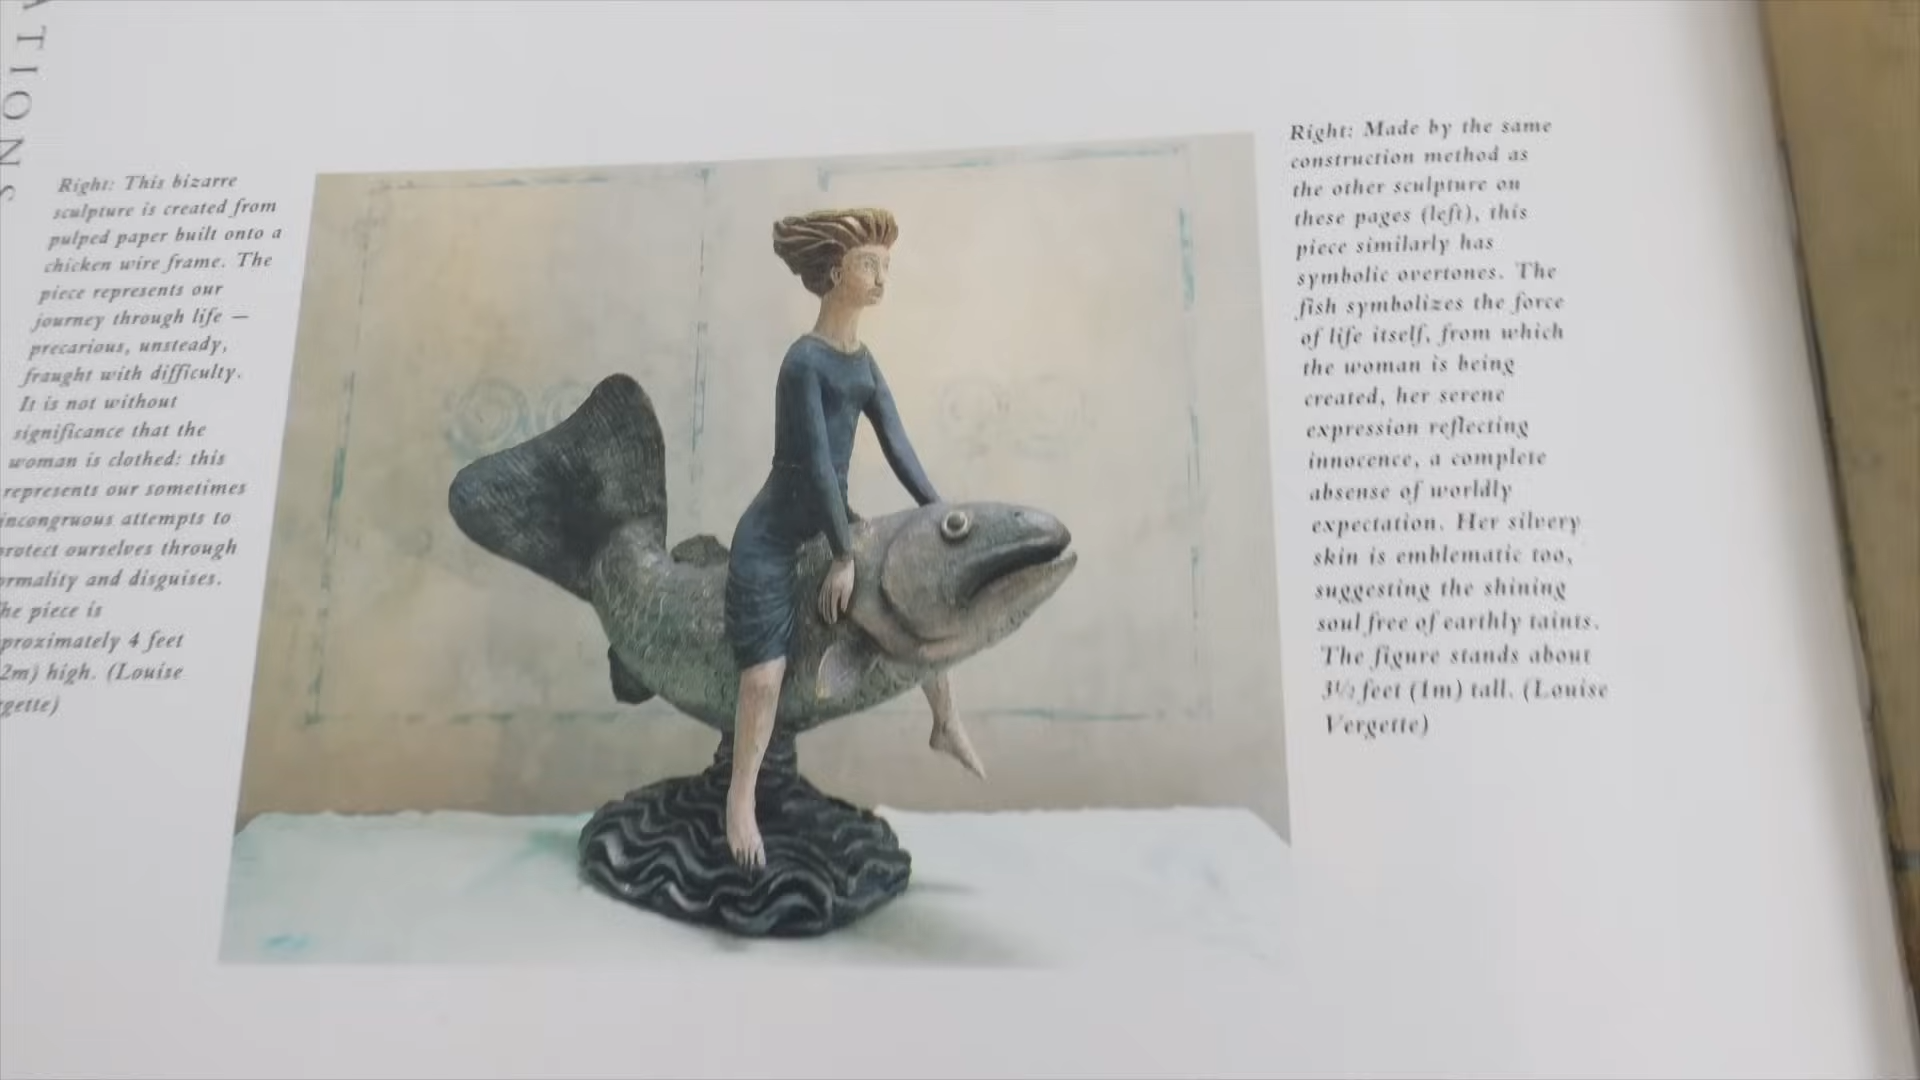 ATIONS
Right: This bizarre
sculpture is created from
pulped paper built onto a
chicken wire frame. The
piece represents our
journey through life —
precarious, unsteady,
fraught with difficulty.
It is not without
significance that the
woman is clothed: this
represents our sometimes
incongruous attempts to
protect ourselves through
ormality and disguises.
he piece is
proximately 4 feet
2m) high. (Louise
gette)
Right: Made by the same
construction method as
the other sculpture on
these pages (left), this
piece similarly has
symbolic overtones. The
fish symbolizes the force
of life itself, from which
the woman is being
created, her serene
expression reflecting
innocence, a complete
absense of worldly
expectation. Her silvery
skin is emblematic too,
suggesting the shining
soul free of earthly taints.
The figure stands about
3½ feet (1m) tall. (Louise
Vergette)